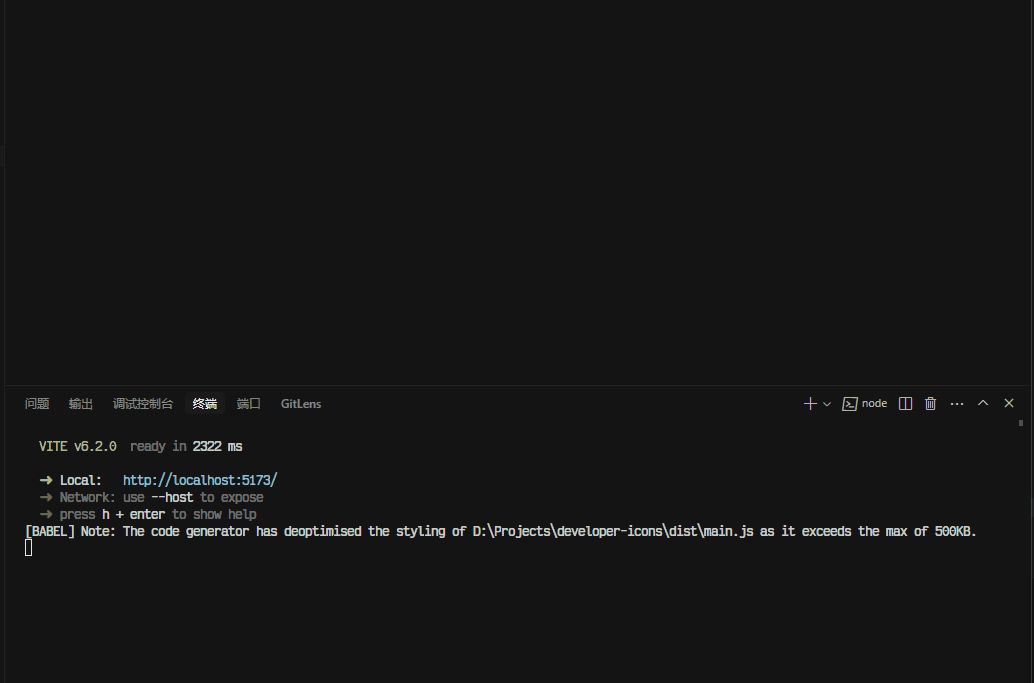 问题 输出 调试控制台 终端 端口 GitLens node
VITE v6.2.0 ready in 2322 ms
➜ Local: http://localhost:5173/
➜ Network: use --host to expose
➜ press h + enter to show help
[BABEL] Note: The code generator has deoptimised the styling of D:\Projects\developer-icons\dist\main.js as it exceeds the max of 500KB.